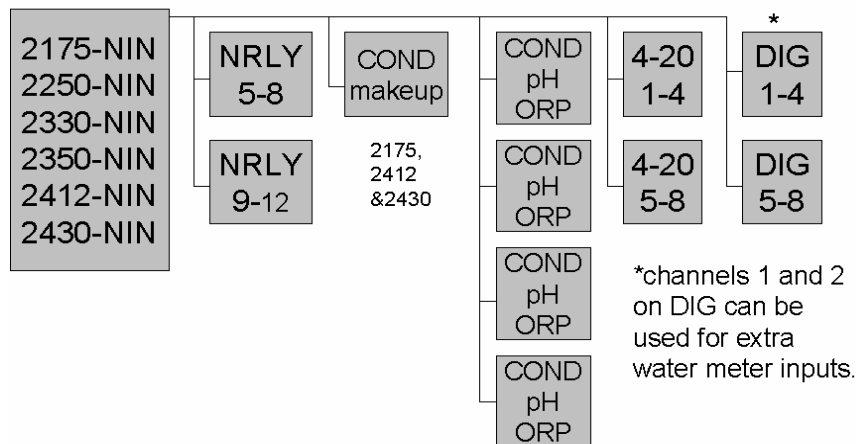 2175-NIN
2250-NIN
2330-NIN
2350-NIN
2412-NIN
2430-NIN
NRLY
5-8
NRLY
9-12
COND
makeup
2175,
2412
&2430
COND
pH
ORP
COND
pH
ORP
COND
pH
ORP
COND
pH
ORP
4-20
1-4
4-20
5-8
*
DIG
1-4
DIG
5-8
*channels 1 and 2
on DIG can be
used for extra
water meter inputs.